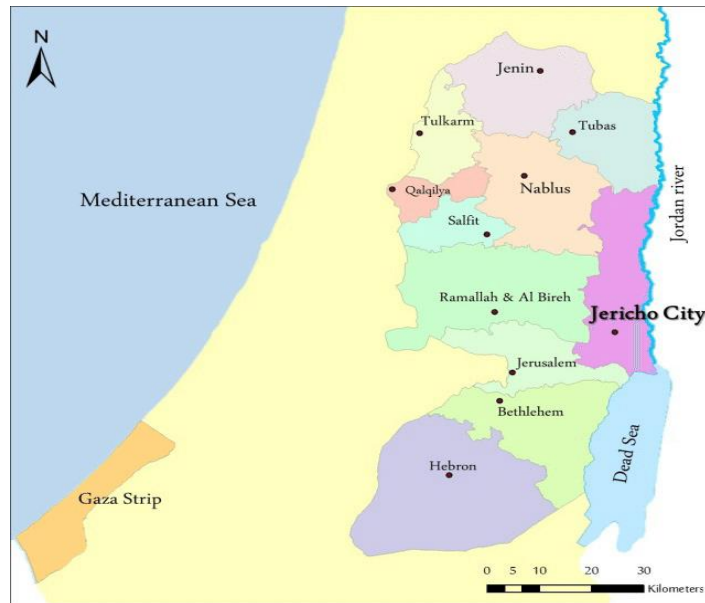 N
Jenin
Tulkarm
Tubas
Mediterranean Sea
Qalqilya
Nablus
Salfit
Jordan river
Ramallah & Al Bireh
Jericho City
Jerusalem
Bethlehem
Dead Sea
Hebron
Gaza Strip
0 5 10 20 30
Kilometers